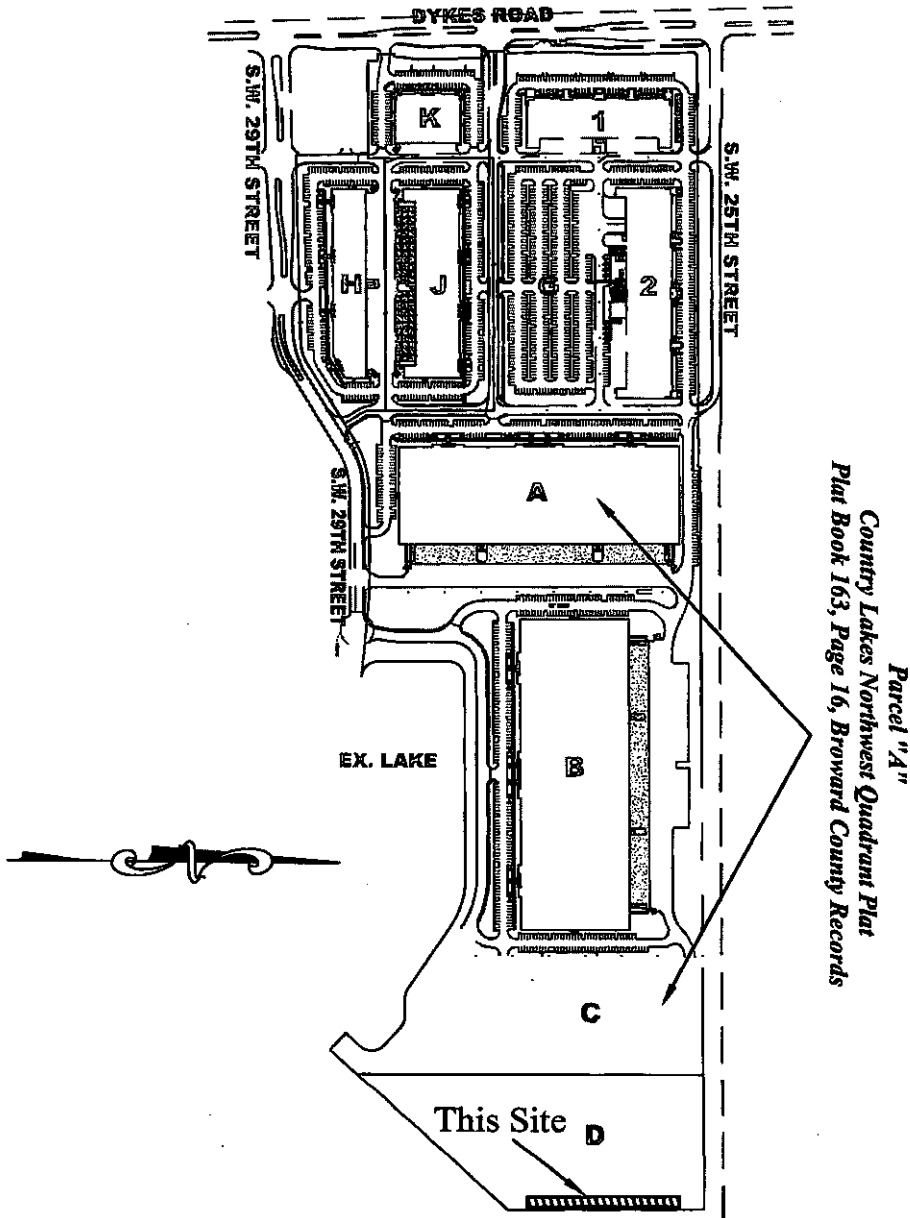 DYKES ROAD
S.W. 29TH STREET
K
1
S.W. 25TH STREET
H
J
G
2
A
S.W. 29TH STREET
Parcel "A"
Country Lakes Northwest Quadrant Plat
Plat Book 163, Page 16, Broward County Records
B
EX. LAKE
C
This Site
D